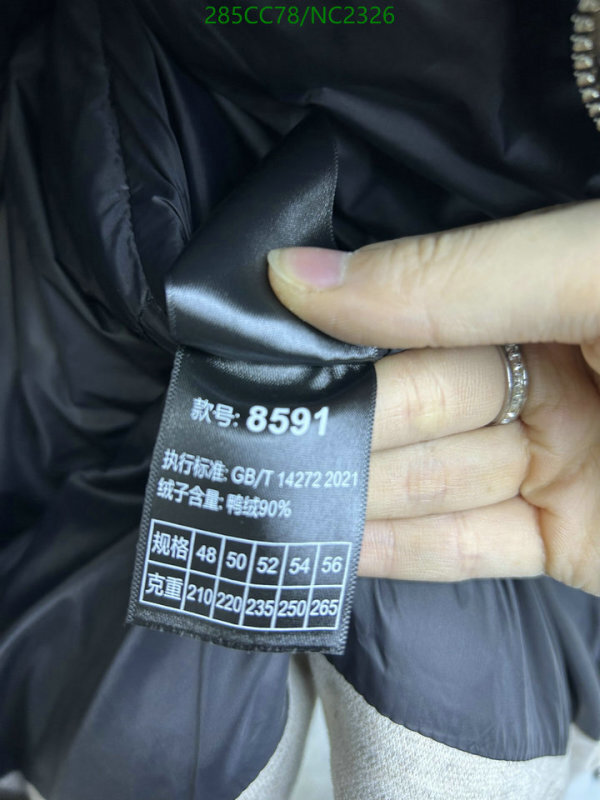 285CC78/NC2326
款号: 8591
执行标准: GB/T 14272 2021
绒子含量: 鸭绒90%
规格 48 50 52 54 56
克重 210 220 235 250 265